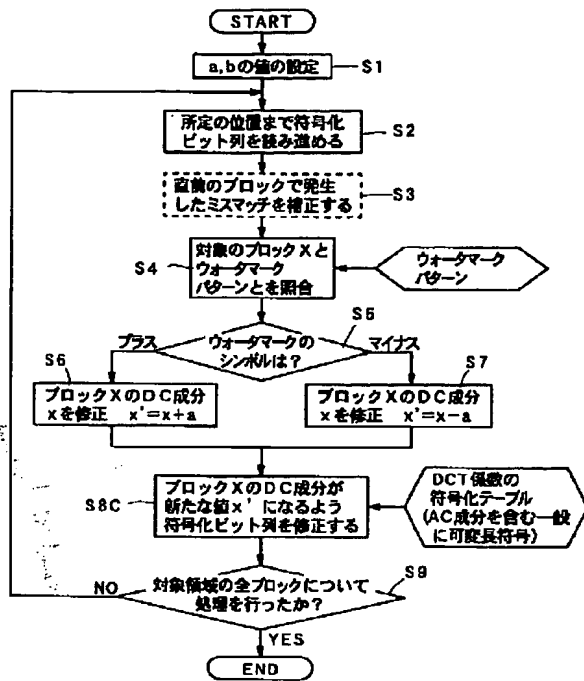 START
a,bの値の設定
S1
所定の位置まで符号化
ビット列を読み進める
S2
直前のブロックで発生
したミスマッチを補正する
S3
対象のブロックXと
ウォータマーク
パターンとを照合
S4
ウォータマーク
パターン
S5
ウォータマークの
シンボルは?
プラス
マイナス
S6
ブロックXのDC成分
xを修正 x'=x+a
S7
ブロックXのDC成分
xを修正 x'=x-a
S8C
ブロックXのDC成分が
新たな値x'になるよう
符号化ビット列を修正する
DCT係数の
符号化テーブル
(AC成分を含む一般
に可変長符号)
S9
対象領域の全ブロックについて
処理を行ったか?
NO
YES
END